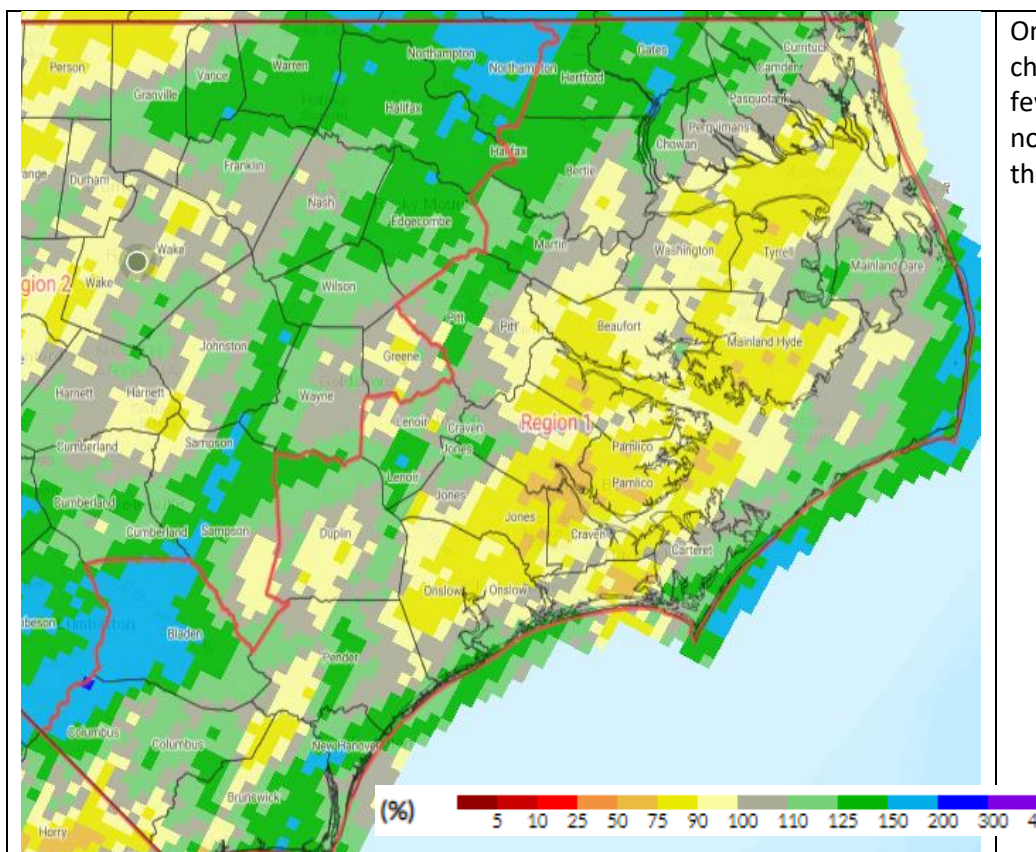 Person
Granville
Vance
Warren
Northampton
Northampton
Hertford
Gates
Currituck
Camden
Pasquotank
Perquimans
Chowan
Halifax
Halifax
Bertie
Franklin
Nash
Edgecombe
Durham
Wake
Wake
Martin
Washington
Tyrrell
Mainland Dare
Wilson
Pitt
Pitt
Beaufort
Mainland Hyde
Johnston
Greene
Harnett
Harnett
Wayne
Goldsboro
Lenoir
Craven
Jones
Region 1
Pamlico
Pamlico
Cumberland
Sampson
Cumberland
Cumberland
Sampson
Lenoir
Jones
Jones
Craven
Carteret
Duplin
Onslow
Onslow
Bladen
Pender
Columbus
Columbus
New Hanover
Brunswick
Horry
(%)
5 10 25 50 75 90 100 110 125 150 200 300